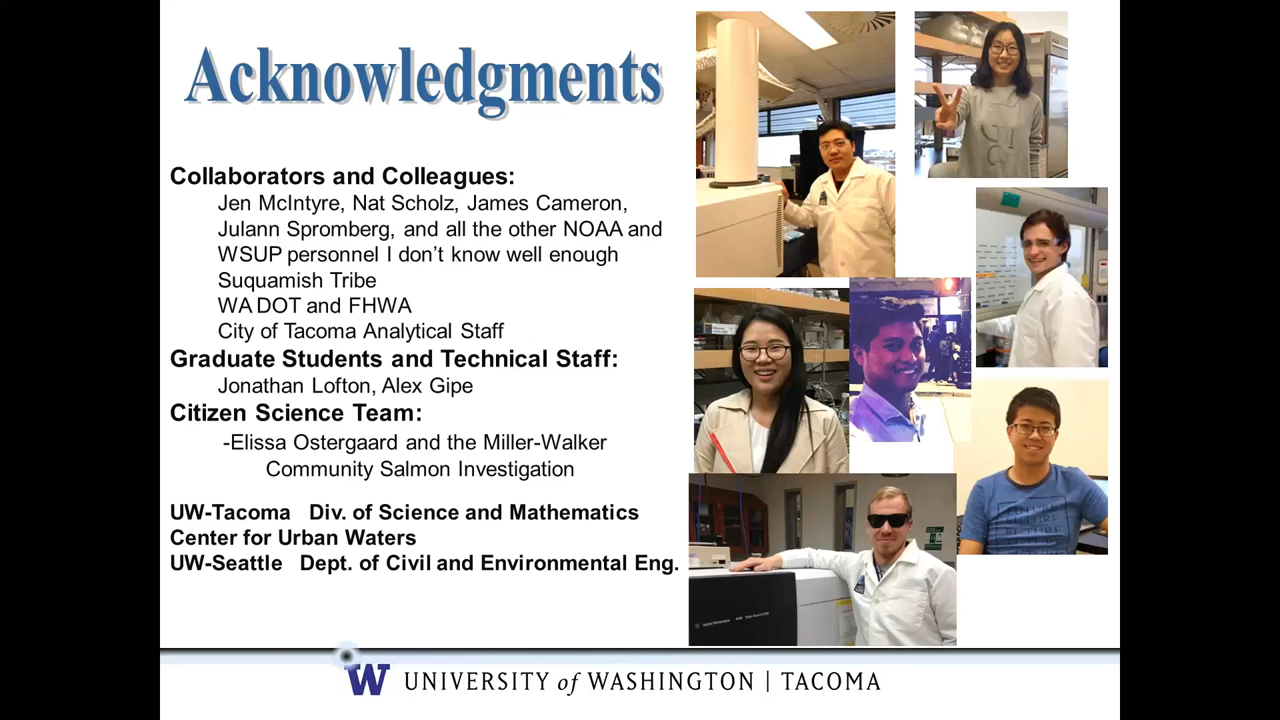 Acknowledgments
Collaborators and Colleagues:
Jen McIntyre, Nat Scholz, James Cameron,
Julann Spromberg, and all the other NOAA and
WSUP personnel I don't know well enough
Suquamish Tribe
WA DOT and FHWA
City of Tacoma Analytical Staff
Graduate Students and Technical Staff:
Jonathan Lofton, Alex Gipe
Citizen Science Team:
-Elissa Ostergaard and the Miller-Walker
Community Salmon Investigation
UW-Tacoma Div. of Science and Mathematics
Center for Urban Waters
UW-Seattle Dept. of Civil and Environmental Eng.
Agilent Technologies
FUTURE
FUTURE
W UNIVERSITY of WASHINGTON | TACOMA